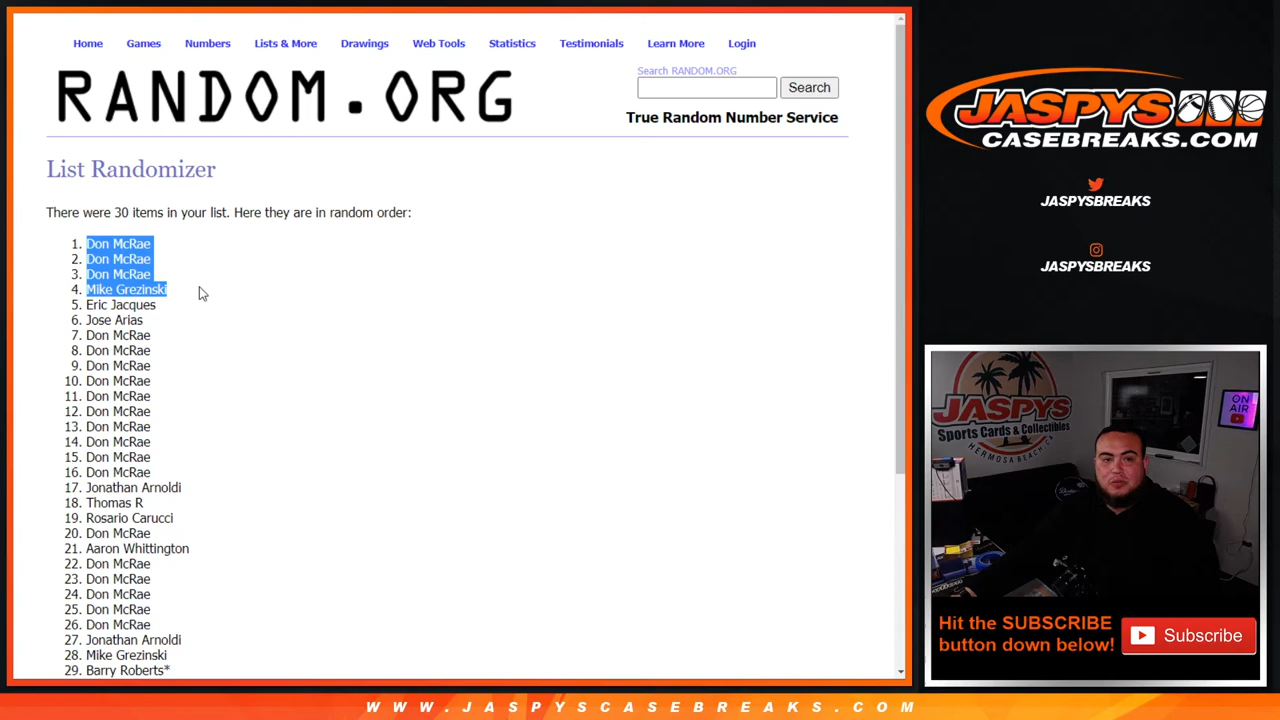 Home Games Numbers Lists & More Drawings Web Tools Statistics Testimonials Learn More Login
RANDOM.ORG
Search RANDOM.ORG
Search
True Random Number Service
List Randomizer
There were 30 items in your list. Here they are in random order:
1. Don McRae
2. Don McRae
3. Don McRae
4. Mike Grezinski
5. Eric Jacques
6. Jose Arias
7. Don McRae
8. Don McRae
9. Don McRae
10. Don McRae
11. Don McRae
12. Don McRae
13. Don McRae
14. Don McRae
15. Don McRae
16. Don McRae
17. Jonathan Arnoldi
18. Thomas R
19. Rosario Carucci
20. Don McRae
21. Aaron Whittington
22. Don McRae
23. Don McRae
24. Don McRae
25. Don McRae
26. Don McRae
27. Jonathan Arnoldi
28. Mike Grezinski
29. Barry Roberts*
JASPYS
CASEBREAKS.COM
JASPYSBREAKS
JASPYSBREAKS
JASPYS
Sports Cards & Collectibles
HERMOSA BEACH, CA
ON
AIR
Hit the SUBSCRIBE
button down below!
Subscribe
WWW.JASPYSCASEBREAKS.COM